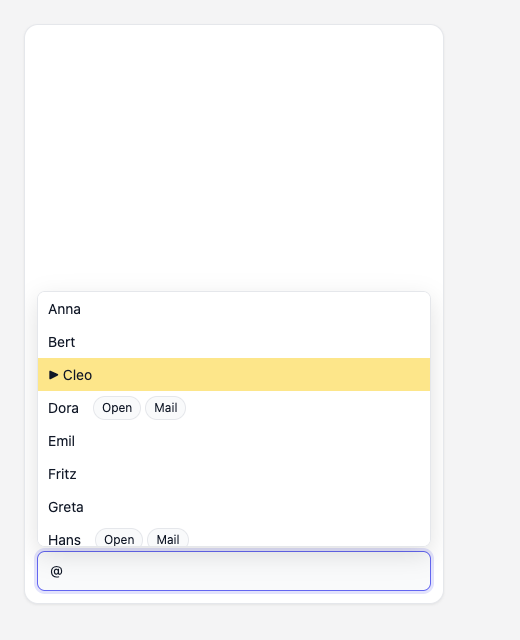 Anna
Bert
▶ Cleo
Dora Open Mail
Emil
Fritz
Greta
Hans Open Mail
@